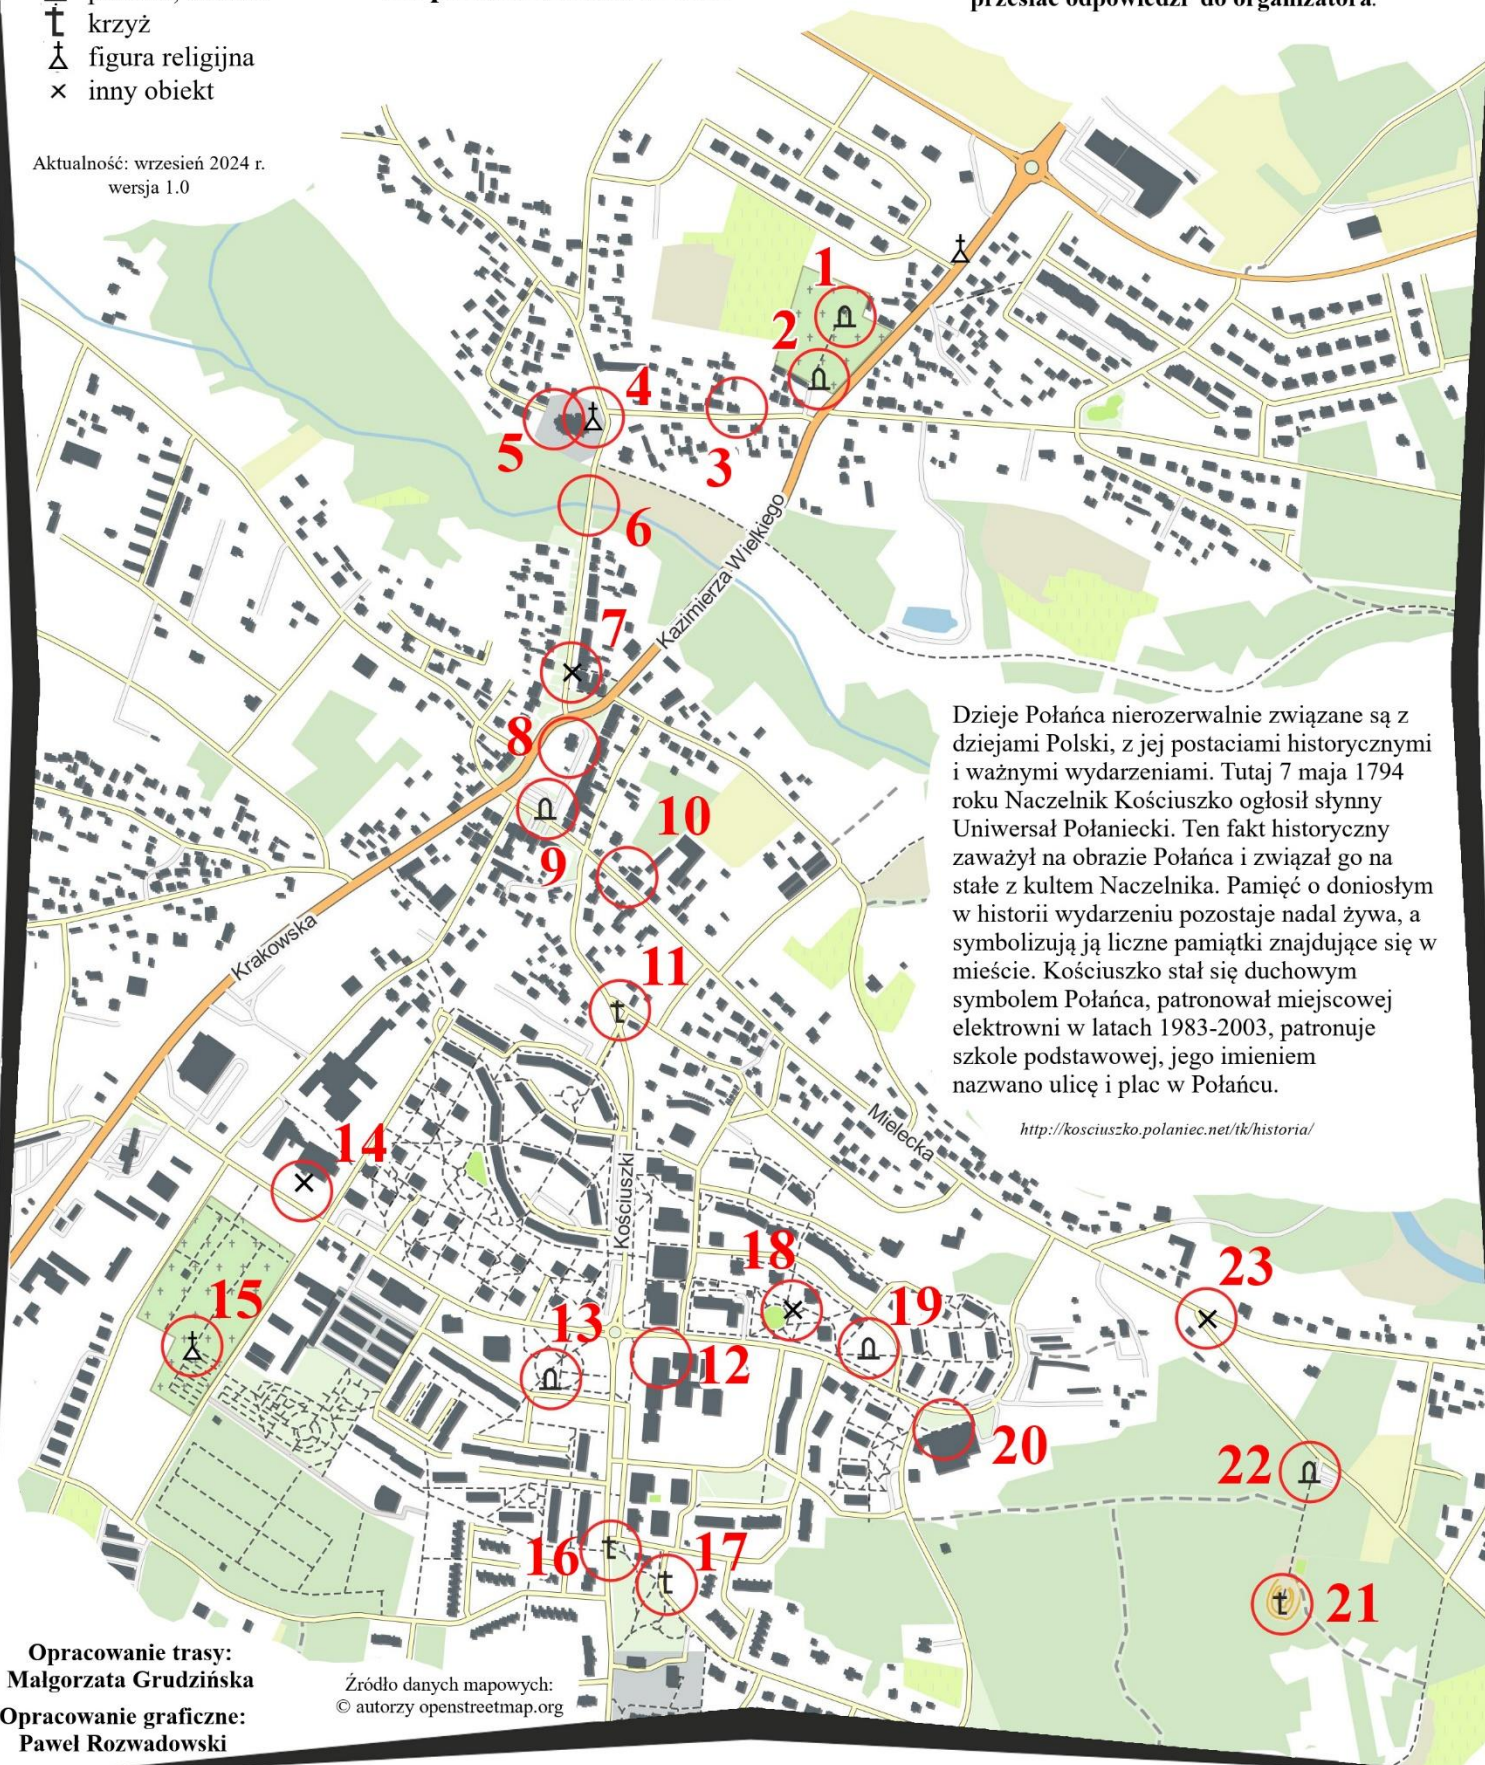 krzyż
figura religijna
inny obiekt
przesłać odpowiedzi do organizatora.
Aktualność: wrzesień 2024 r.
wersja 1.0
1
2
3
4
5
6
Kazimierza Wielkiego
7
8
9
10
Dzieje Połańca nierozerwalnie związane są z
dziejami Polski, z jej postaciami historycznymi
i ważnymi wydarzeniami. Tutaj 7 maja 1794
roku Naczelnik Kościuszko ogłosił słynny
Uniwersał Połaniecki. Ten fakt historyczny
zaważył na obrazie Połańca i związał go na
stałe z kultem Naczelnika. Pamięć o doniosłym
w historii wydarzeniu pozostaje nadal żywa, a
symbolizują ją liczne pamiątki znajdujące się w
mieście. Kościuszko stał się duchowym
symbolem Połańca, patronował miejscowej
elektrowni w latach 1983-2003, patronuje
szkole podstawowej, jego imieniem
nazwano ulicę i plac w Połańcu.
http://kosciuszko.polaniec.net/tk/historia/
Krakowska
11
Mielecka
14
Kościuszki
18
23
15
13
19
12
20
22
16
17
21
Opracowanie trasy:
Małgorzata Grudzińska
Opracowanie graficzne:
Paweł Rozwadowski
Źródło danych mapowych:
© autorzy openstreetmap.org